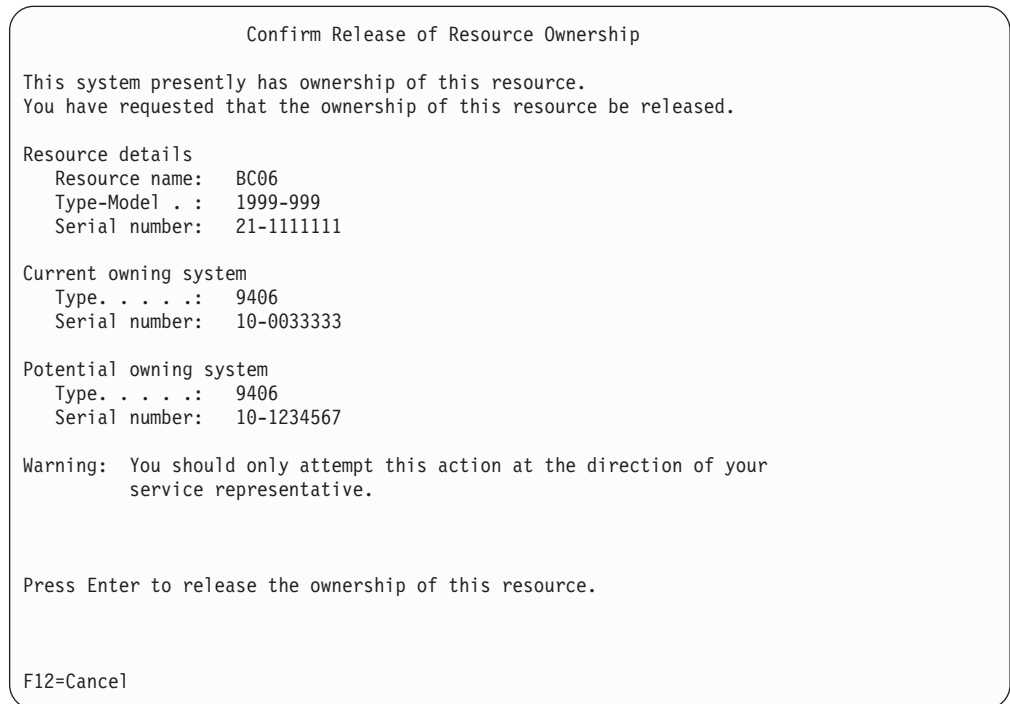 Confirm Release of Resource Ownership
This system presently has ownership of this resource.
You have requested that the ownership of this resource be released.
Resource details
Resource name: BC06
Type-Model . : 1999-999
Serial number: 21-1111111
Current owning system
Type. . . . .: 9406
Serial number: 10-0033333
Potential owning system
Type. . . . .: 9406
Serial number: 10-1234567
Warning: You should only attempt this action at the direction of your
service representative.
Press Enter to release the ownership of this resource.
F12=Cancel